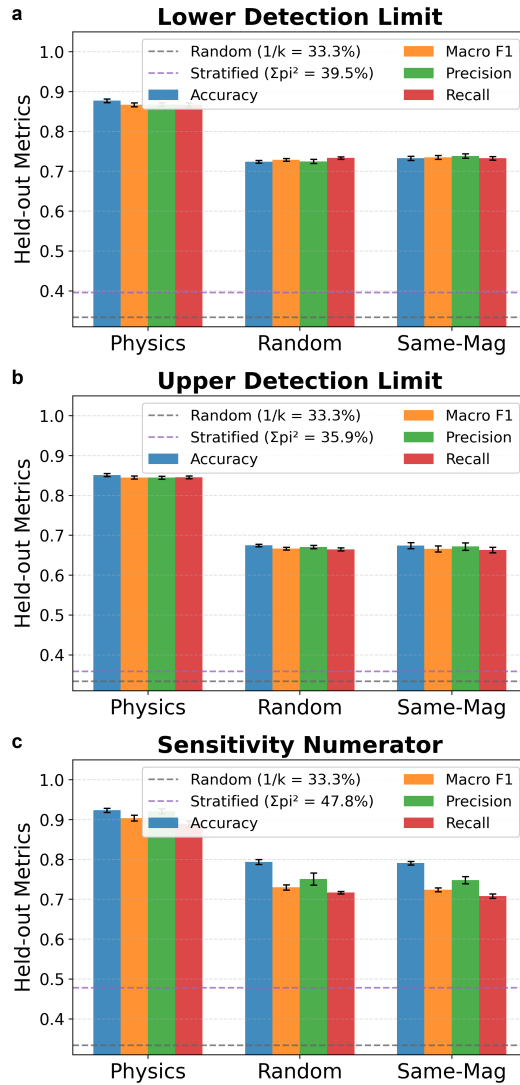 a
Lower Detection Limit
Held-out Metrics
1.0
0.9
0.8
0.7
0.6
0.5
0.4
Random (1/k = 33.3%)
Stratified (Σpi² = 39.5%)
Accuracy
Macro F1
Precision
Recall
Physics
Random
Same-Mag
b
Upper Detection Limit
Held-out Metrics
1.0
0.9
0.8
0.7
0.6
0.5
0.4
Random (1/k = 33.3%)
Stratified (Σpi² = 35.9%)
Accuracy
Macro F1
Precision
Recall
Physics
Random
Same-Mag
c
Sensitivity Numerator
Held-out Metrics
1.0
0.9
0.8
0.7
0.6
0.5
0.4
Random (1/k = 33.3%)
Stratified (Σpi² = 47.8%)
Accuracy
Macro F1
Precision
Recall
Physics
Random
Same-Mag